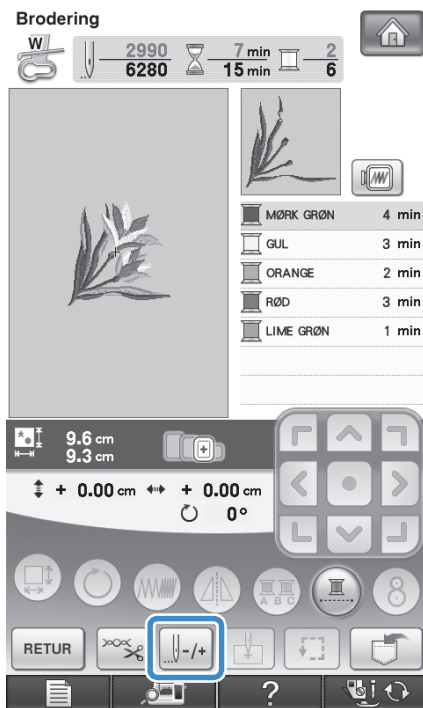 Brodering
W
2990 7 min 2
6280 15 min 6
MØRK GRØN 4 min
GUL 3 min
ORANGE 2 min
RØD 3 min
LIME GRØN 1 min
9.6 cm
9.3 cm
+ 0.00 cm + 0.00 cm
0°
A B C
8
RETUR -/+
?